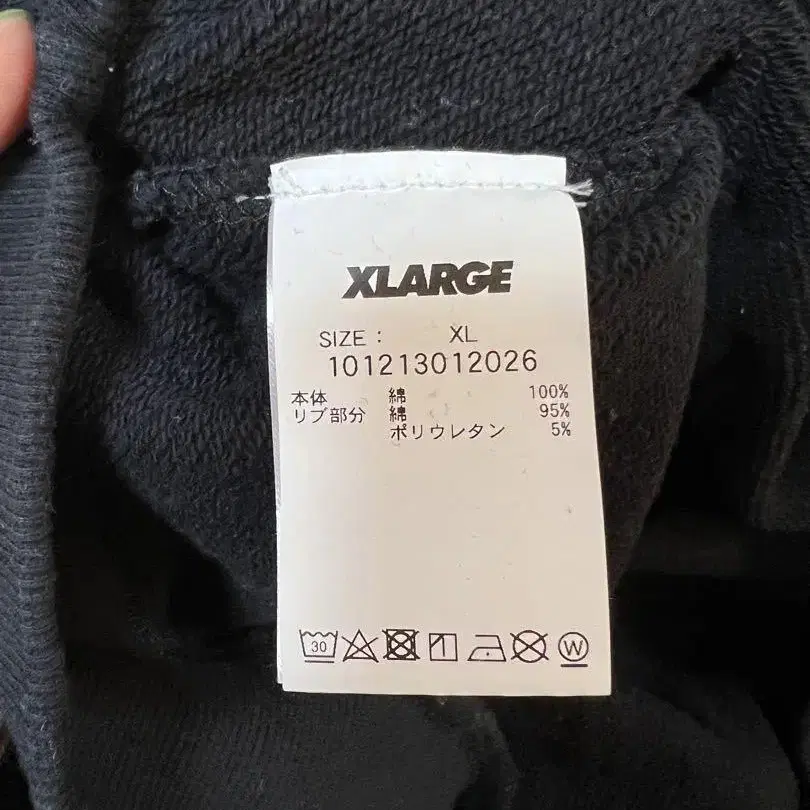 XLARGE
SIZE : XL
101213012026
本体 綿 100%
リブ部分 綿 95%
ポリウレタン 5%
30 W